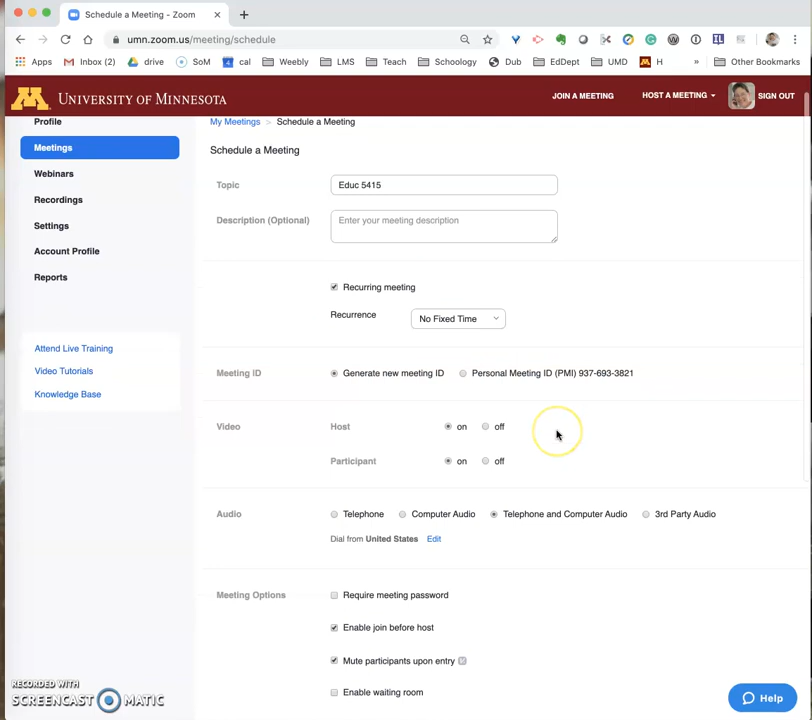 Schedule a Meeting - Zoom
umn.zoom.us/meeting/schedule
Apps Inbox (2) drive SoM cal Weebly LMS Teach Schoology Dub EdDept UMD H » Other Bookmarks
M UNIVERSITY OF MINNESOTA JOIN A MEETING HOST A MEETING SIGN OUT
Profile
My Meetings > Schedule a Meeting
Meetings
Schedule a Meeting
Webinars
Topic Educ 5415
Recordings
Description (Optional) Enter your meeting description
Settings
Account Profile
Reports
Recurring meeting
Recurrence No Fixed Time
Attend Live Training
Video Tutorials
Meeting ID Generate new meeting ID Personal Meeting ID (PMI) 937-693-3821
Knowledge Base
Video Host on off
Participant on off
Audio Telephone Computer Audio Telephone and Computer Audio 3rd Party Audio
Dial from United States Edit
Meeting Options Require meeting password
Enable join before host
Mute participants upon entry
Enable waiting room
RECORDED WITH
SCREENCAST MATIC
Help